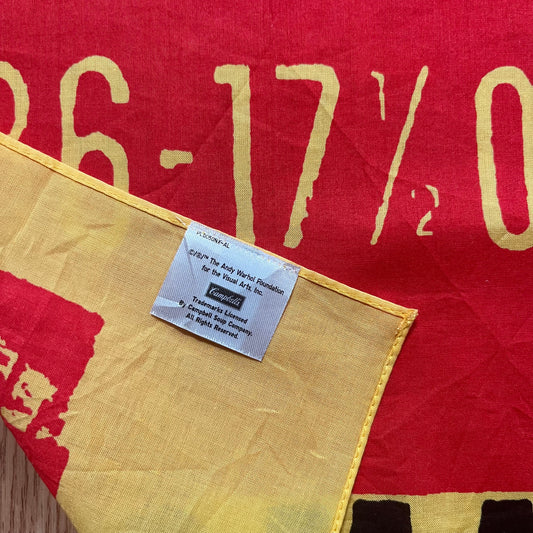 26-17½O
©/®/™ The Andy Warhol Foundation
for the Visual Arts, Inc.
Campbell's
Trademarks Licensed
By Campbell Soup Company.
All Rights Reserved.